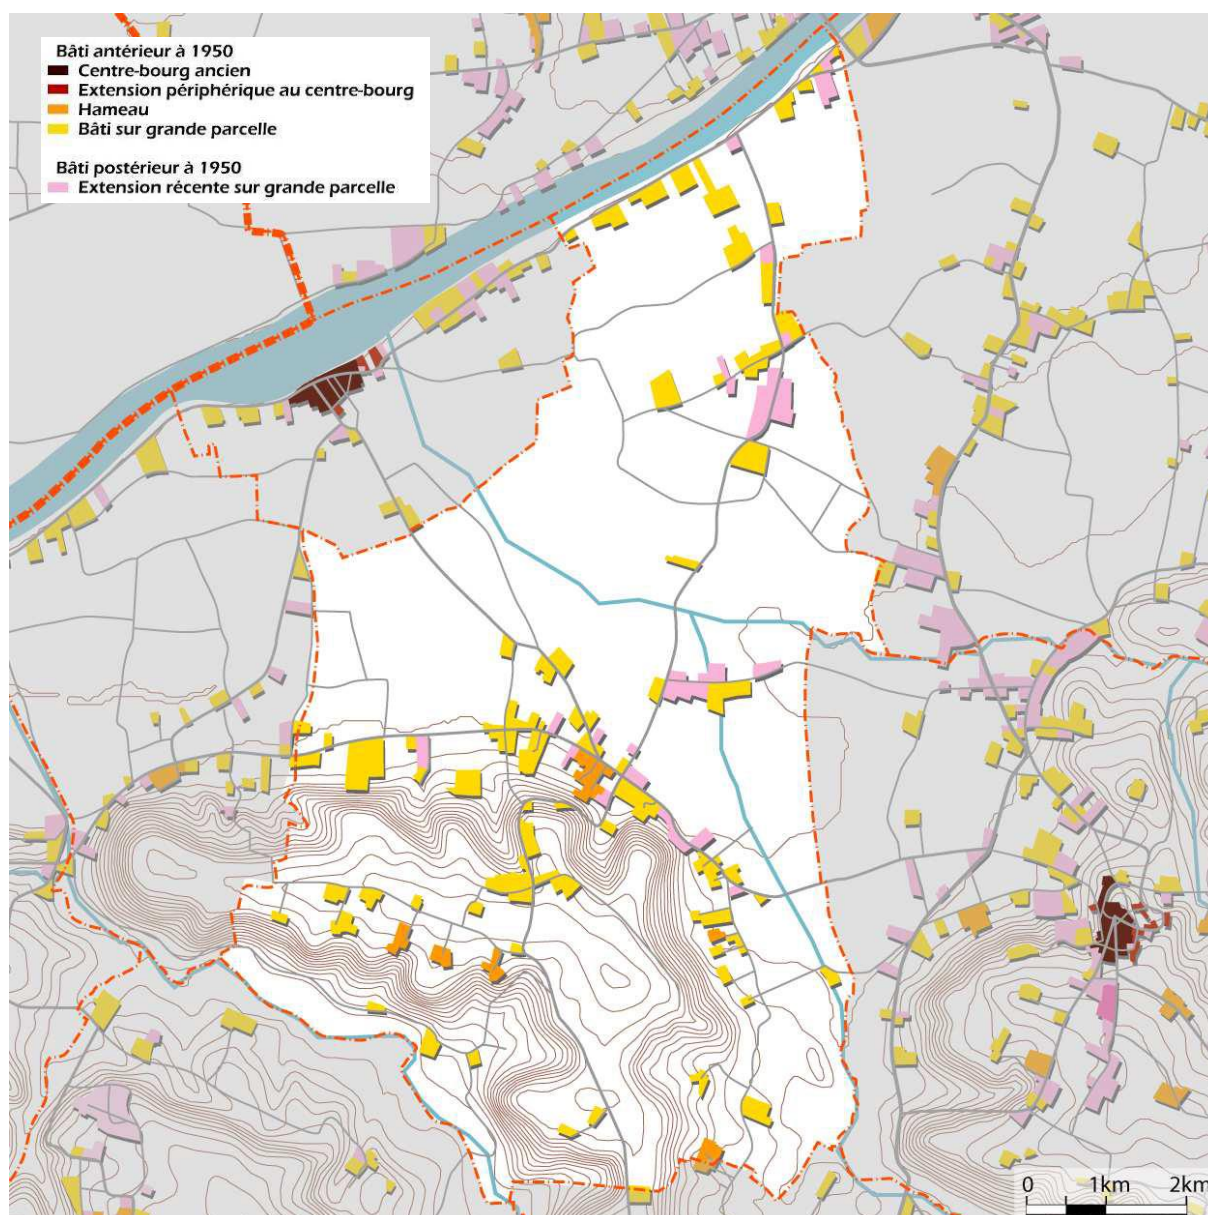 Bâti antérieur à 1950
Centre-bourg ancien
Extension périphérique au centre-bourg
Hameau
Bâti sur grande parcelle
Bâti postérieur à 1950
Extension récente sur grande parcelle
0 1km 2km